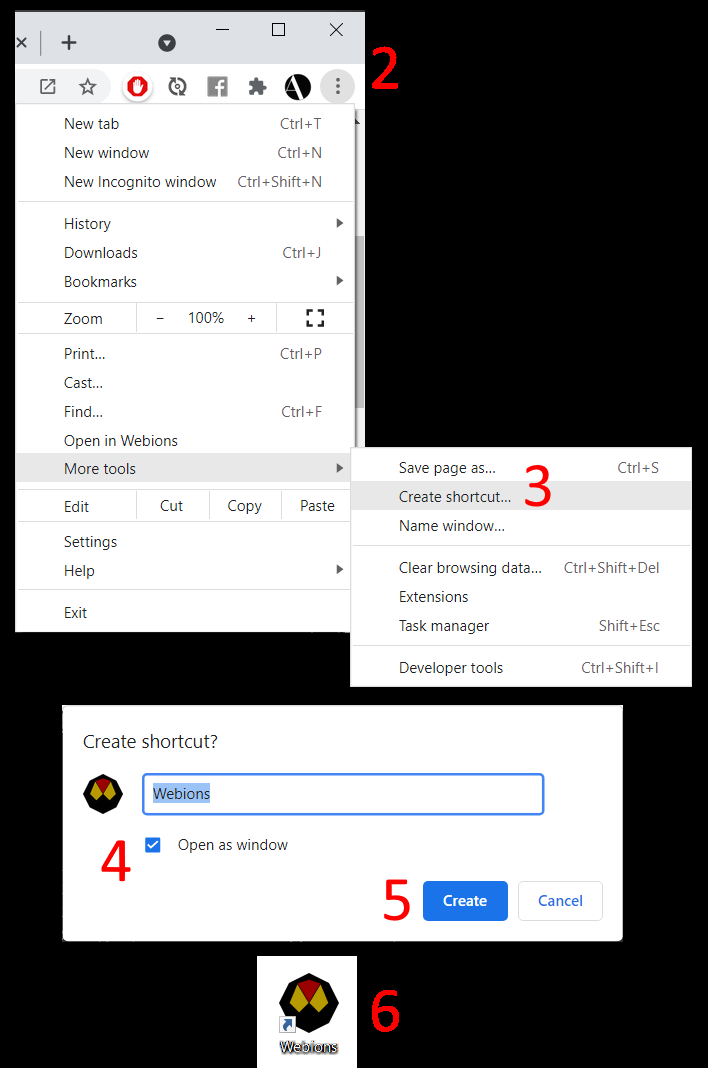 2
New tab Ctrl+T
New window Ctrl+N
New Incognito window Ctrl+Shift+N
History
Downloads Ctrl+J
Bookmarks
Zoom − 100% +
Print... Ctrl+P
Cast...
Find... Ctrl+F
Open in Webions
More tools
Edit Cut Copy Paste
Settings
Help
Exit
Save page as... Ctrl+S
Create shortcut... 3
Name window...
Clear browsing data... Ctrl+Shift+Del
Extensions
Task manager Shift+Esc
Developer tools Ctrl+Shift+I
Create shortcut?
Webions
4 Open as window
5 Create Cancel
6
Webions